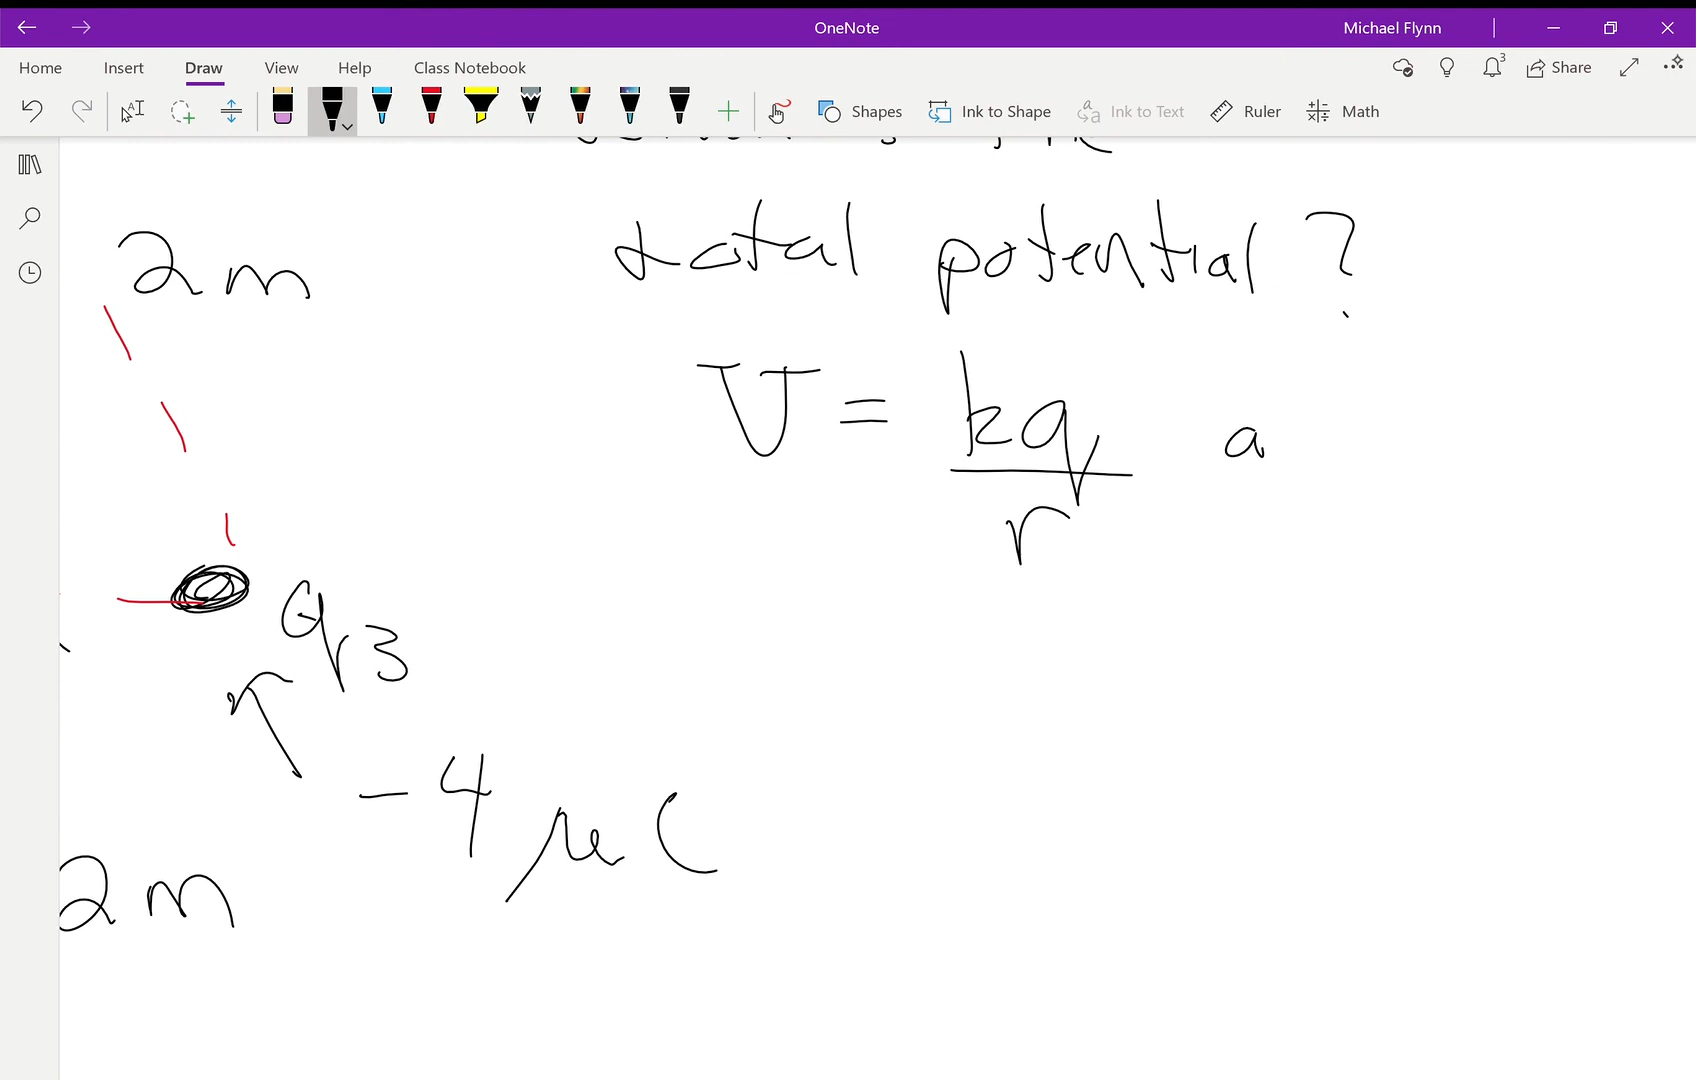 OneNote
Michael Flynn
Home Insert Draw View Help Class Notebook
3
Share
Shapes Ink to Shape Ink to Text Ruler Math
2m
total potential?
V = kq/r a
q3
-4 μC
2m